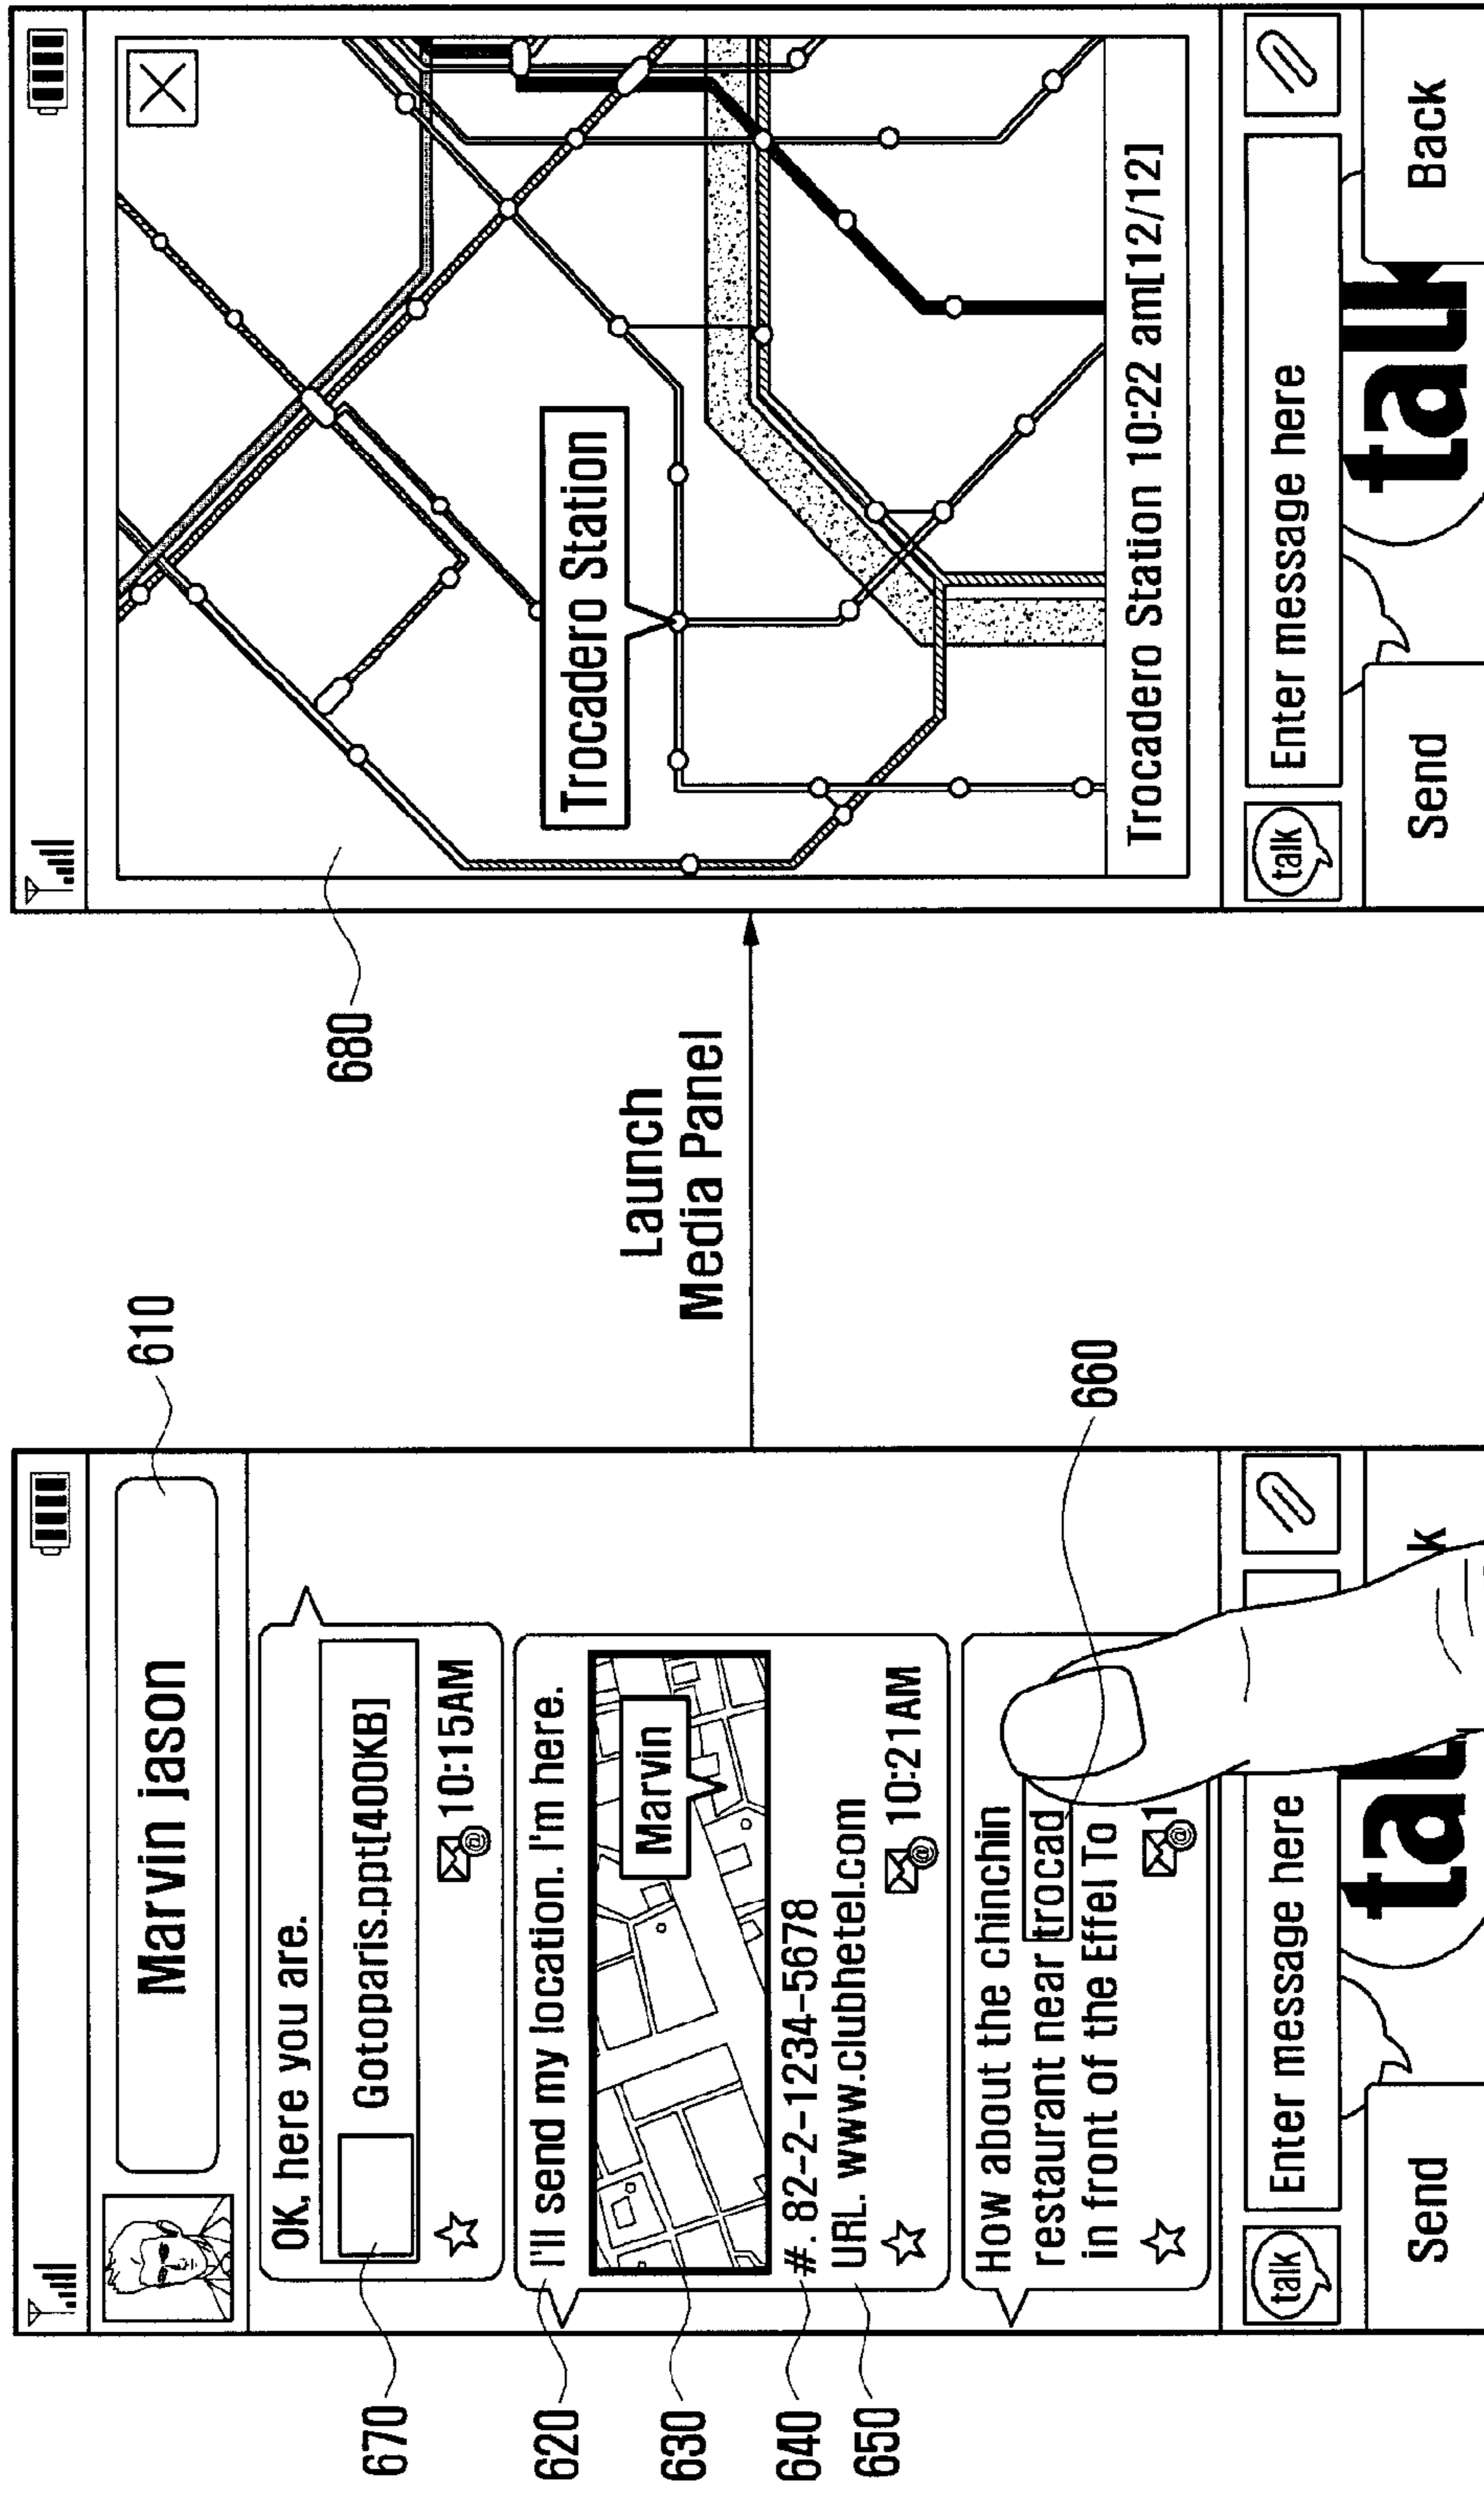 610
Marvin jason
OK, here you are.
Gotoparis.ppt[400KB]
10:15AM
670
620
I'll send my location. I'm here.
Marvin
630
640
#. 82-2-1234-5678
650
URL. www.clubhetel.com
10:21AM
How about the chinchin
restaurant near trocad
in front of the Effel To
1
660
talk
Enter message here
Send
k
Launch
Media Panel
680
Trocadero Station
Trocadero Station 10:22 am[12/12]
talk
Enter message here
talk
Send
Back